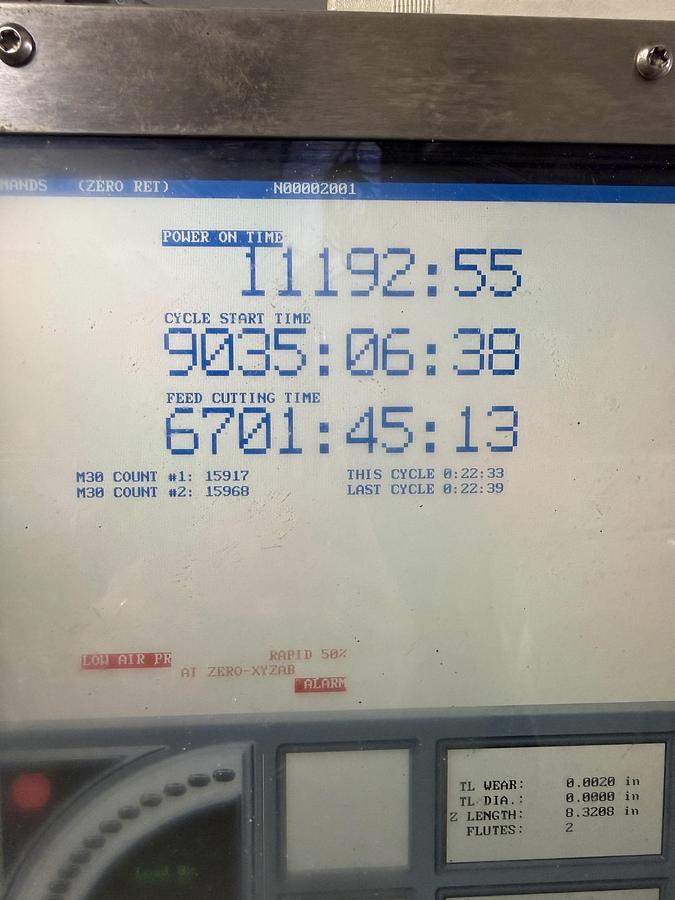 MANDS (ZERO RET) N00002001
POWER ON TIME
11192:55
CYCLE START TIME
9035:06:38
FEED CUTTING TIME
6701:45:13
M30 COUNT #1: 15917 THIS CYCLE 0:22:33
M30 COUNT #2: 15968 LAST CYCLE 0:22:39
LOW AIR PR RAPID 50%
AT ZERO-XYZAB
ALARM
TL WEAR: 0.0020 in
TL DIA.: 0.0000 in
Z LENGTH: 8.3208 in
FLUTES: 2
Load 0%